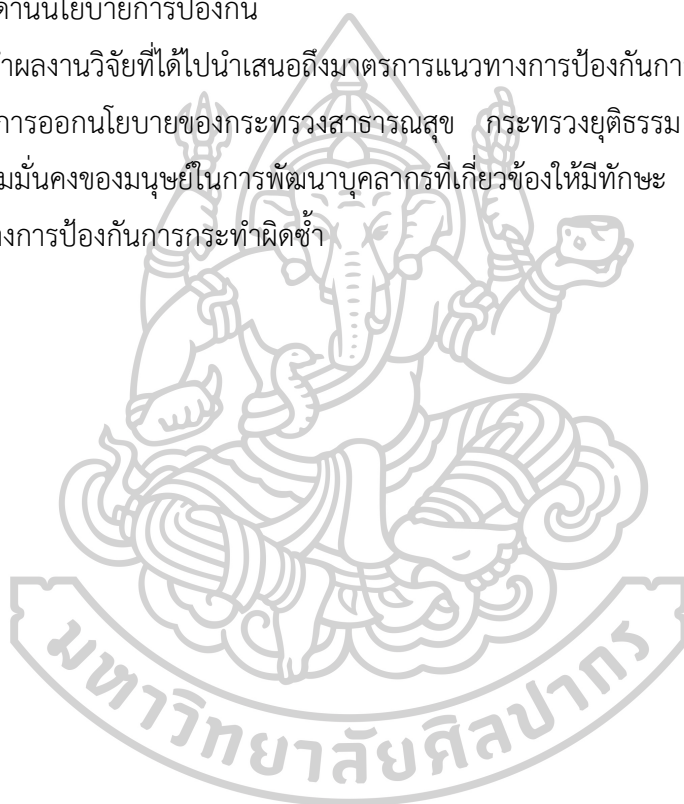 ด้านนโยบายการป้องกัน
ำผลงานวิจัยที่ได้ไปนำเสนอถึงมาตรการแนวทางการป้องกันกา
การออกนโยบายของกระทรวงสาธารณสุข กระทรวงยุติธรรม
มมั่นคงของมนุษย์ในการพัฒนาบุคลากรที่เกี่ยวข้องให้มีทักษะ
งการป้องกันการกระทำผิดซ้ำ
มหาวิทยาลัยศิลปากร